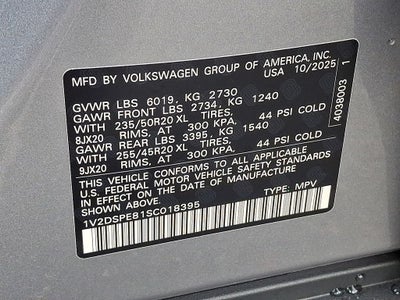 MFD BY VOLKSWAGEN GROUP OF AMERICA, INC.
USA 10/2025
GVWR LBS 6019, KG 2730
GAWR FRONT LBS 2734, KG 1240
WITH 235/50R20 XL TIRES,
8JX20 RIMS, AT 300 KPA. 44 PSI COLD
GAWR REAR LBS 3395, KG 1540
WITH 255/45R20 XL TIRES,
9JX20 RIMS, AT 300 KPA. 44 PSI COLD
THIS VEHICLE CONFORMS TO ALL APPLICABLE
U.S. FEDERAL MOTOR VEHICLE SAFETY STANDARDS
IN EFFECT ON THE DATE OF MANUFACTURE
SHOWN ABOVE.
TYPE: MPV
1V2DSPE81SC018395
4038003 1